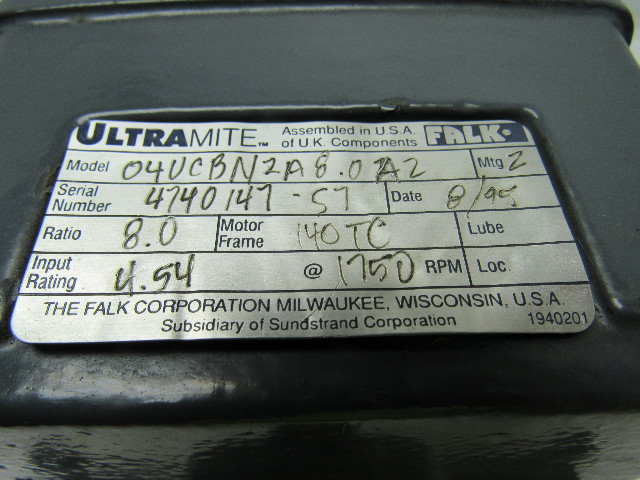 ULTRAMITE™ Assembled in U.S.A. of U.K. Components FALK
Model 04UCBN2A8.0A2 Mtg 2
Serial Number 4740147-57 Date 8/95
Ratio 8.0 Motor Frame 140TC Lube
Input Rating 4.54 @ 1750 RPM Loc.
THE FALK CORPORATION MILWAUKEE, WISCONSIN, U.S.A.
Subsidiary of Sundstrand Corporation 1940201